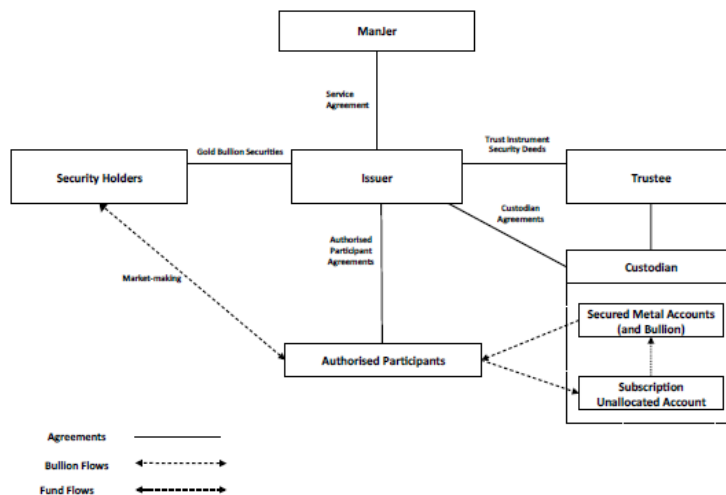 ManJer
Service
Agreement
Gold Bullion Securities
Trust Instrument
Security Deeds
Security Holders
Issuer
Trustee
Custodian
Agreements
Authorised
Participant
Agreements
Custodian
Market-making
Secured Metal Accounts
(and Bullion)
Authorised Participants
Subscription
Unallocated Account
Agreements
Bullion Flows
Fund Flows